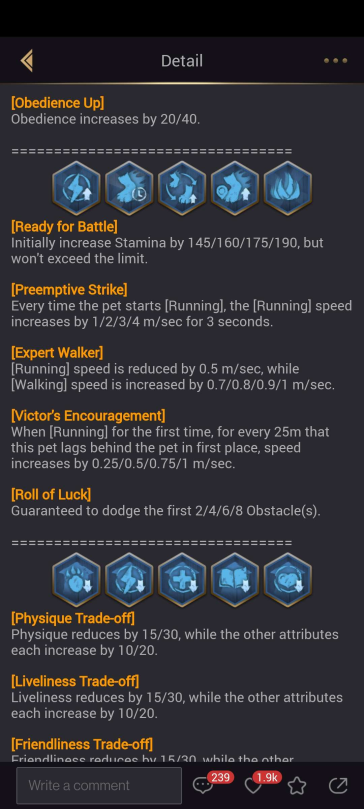 Detail
[Obedience Up]
Obedience increases by 20/40.
=================================
[Ready for Battle]
Initially increase Stamina by 145/160/175/190, but
won't exceed the limit.
[Preemptive Strike]
Every time the pet starts [Running], the [Running] speed
increases by 1/2/3/4 m/sec for 3 seconds.
[Expert Walker]
[Running] speed is reduced by 0.5 m/sec, while
[Walking] speed is increased by 0.7/0.8/0.9/1 m/sec.
[Victor's Encouragement]
When [Running] for the first time, for every 25m that
this pet lags behind the pet in first place, speed
increases by 0.25/0.5/0.75/1 m/sec.
[Roll of Luck]
Guaranteed to dodge the first 2/4/6/8 Obstacle(s).
=================================
[Physique Trade-off]
Physique reduces by 15/30, while the other attributes
each increase by 10/20.
[Liveliness Trade-off]
Liveliness reduces by 15/30, while the other attributes
each increase by 10/20.
[Friendliness Trade-off]
Friendliness reduces by 15/30, while the other
Write a comment
239
1.9k